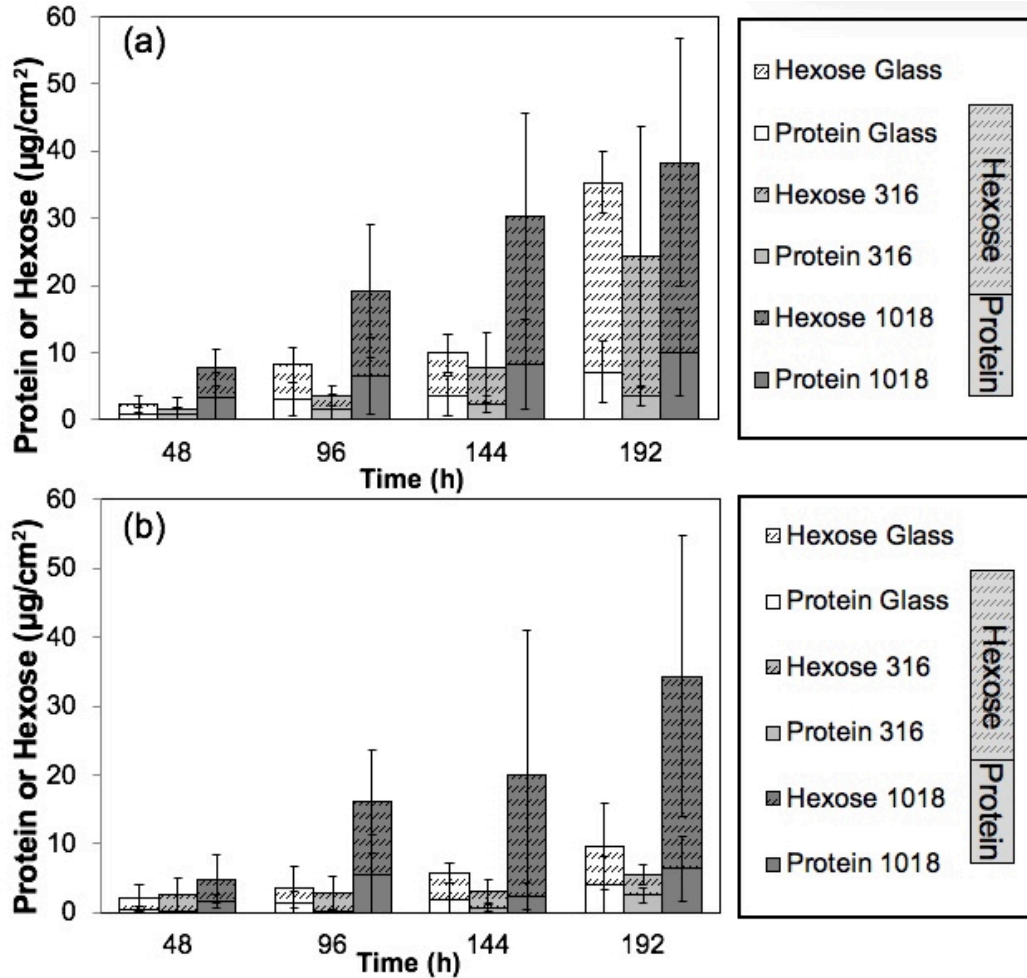 (a)
Protein or Hexose (µg/cm²)
60
50
40
30
20
10
0
48 96 144 192
Time (h)
Hexose Glass
Protein Glass
Hexose 316
Protein 316
Hexose 1018
Protein 1018
Hexose
Protein
(b)
Protein or Hexose (µg/cm²)
60
50
40
30
20
10
0
48 96 144 192
Time (h)
Hexose Glass
Protein Glass
Hexose 316
Protein 316
Hexose 1018
Protein 1018
Hexose
Protein